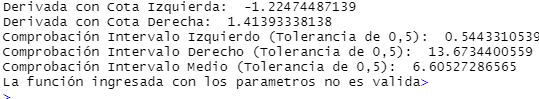 Derivada con Cota Izquierda:  -1.22474487139
Derivada con Cota Derecha:  1.41393338138
Comprobación Intervalo Izquierdo (Tolerancia de 0,5):  0.5443310539
Comprobación Intervalo Derecho (Tolerancia de 0,5):  13.6734400559
Comprobación Intervalo Medio (Tolerancia de 0,5):  6.60527286565
La función ingresada con los parametros no es valida>
>